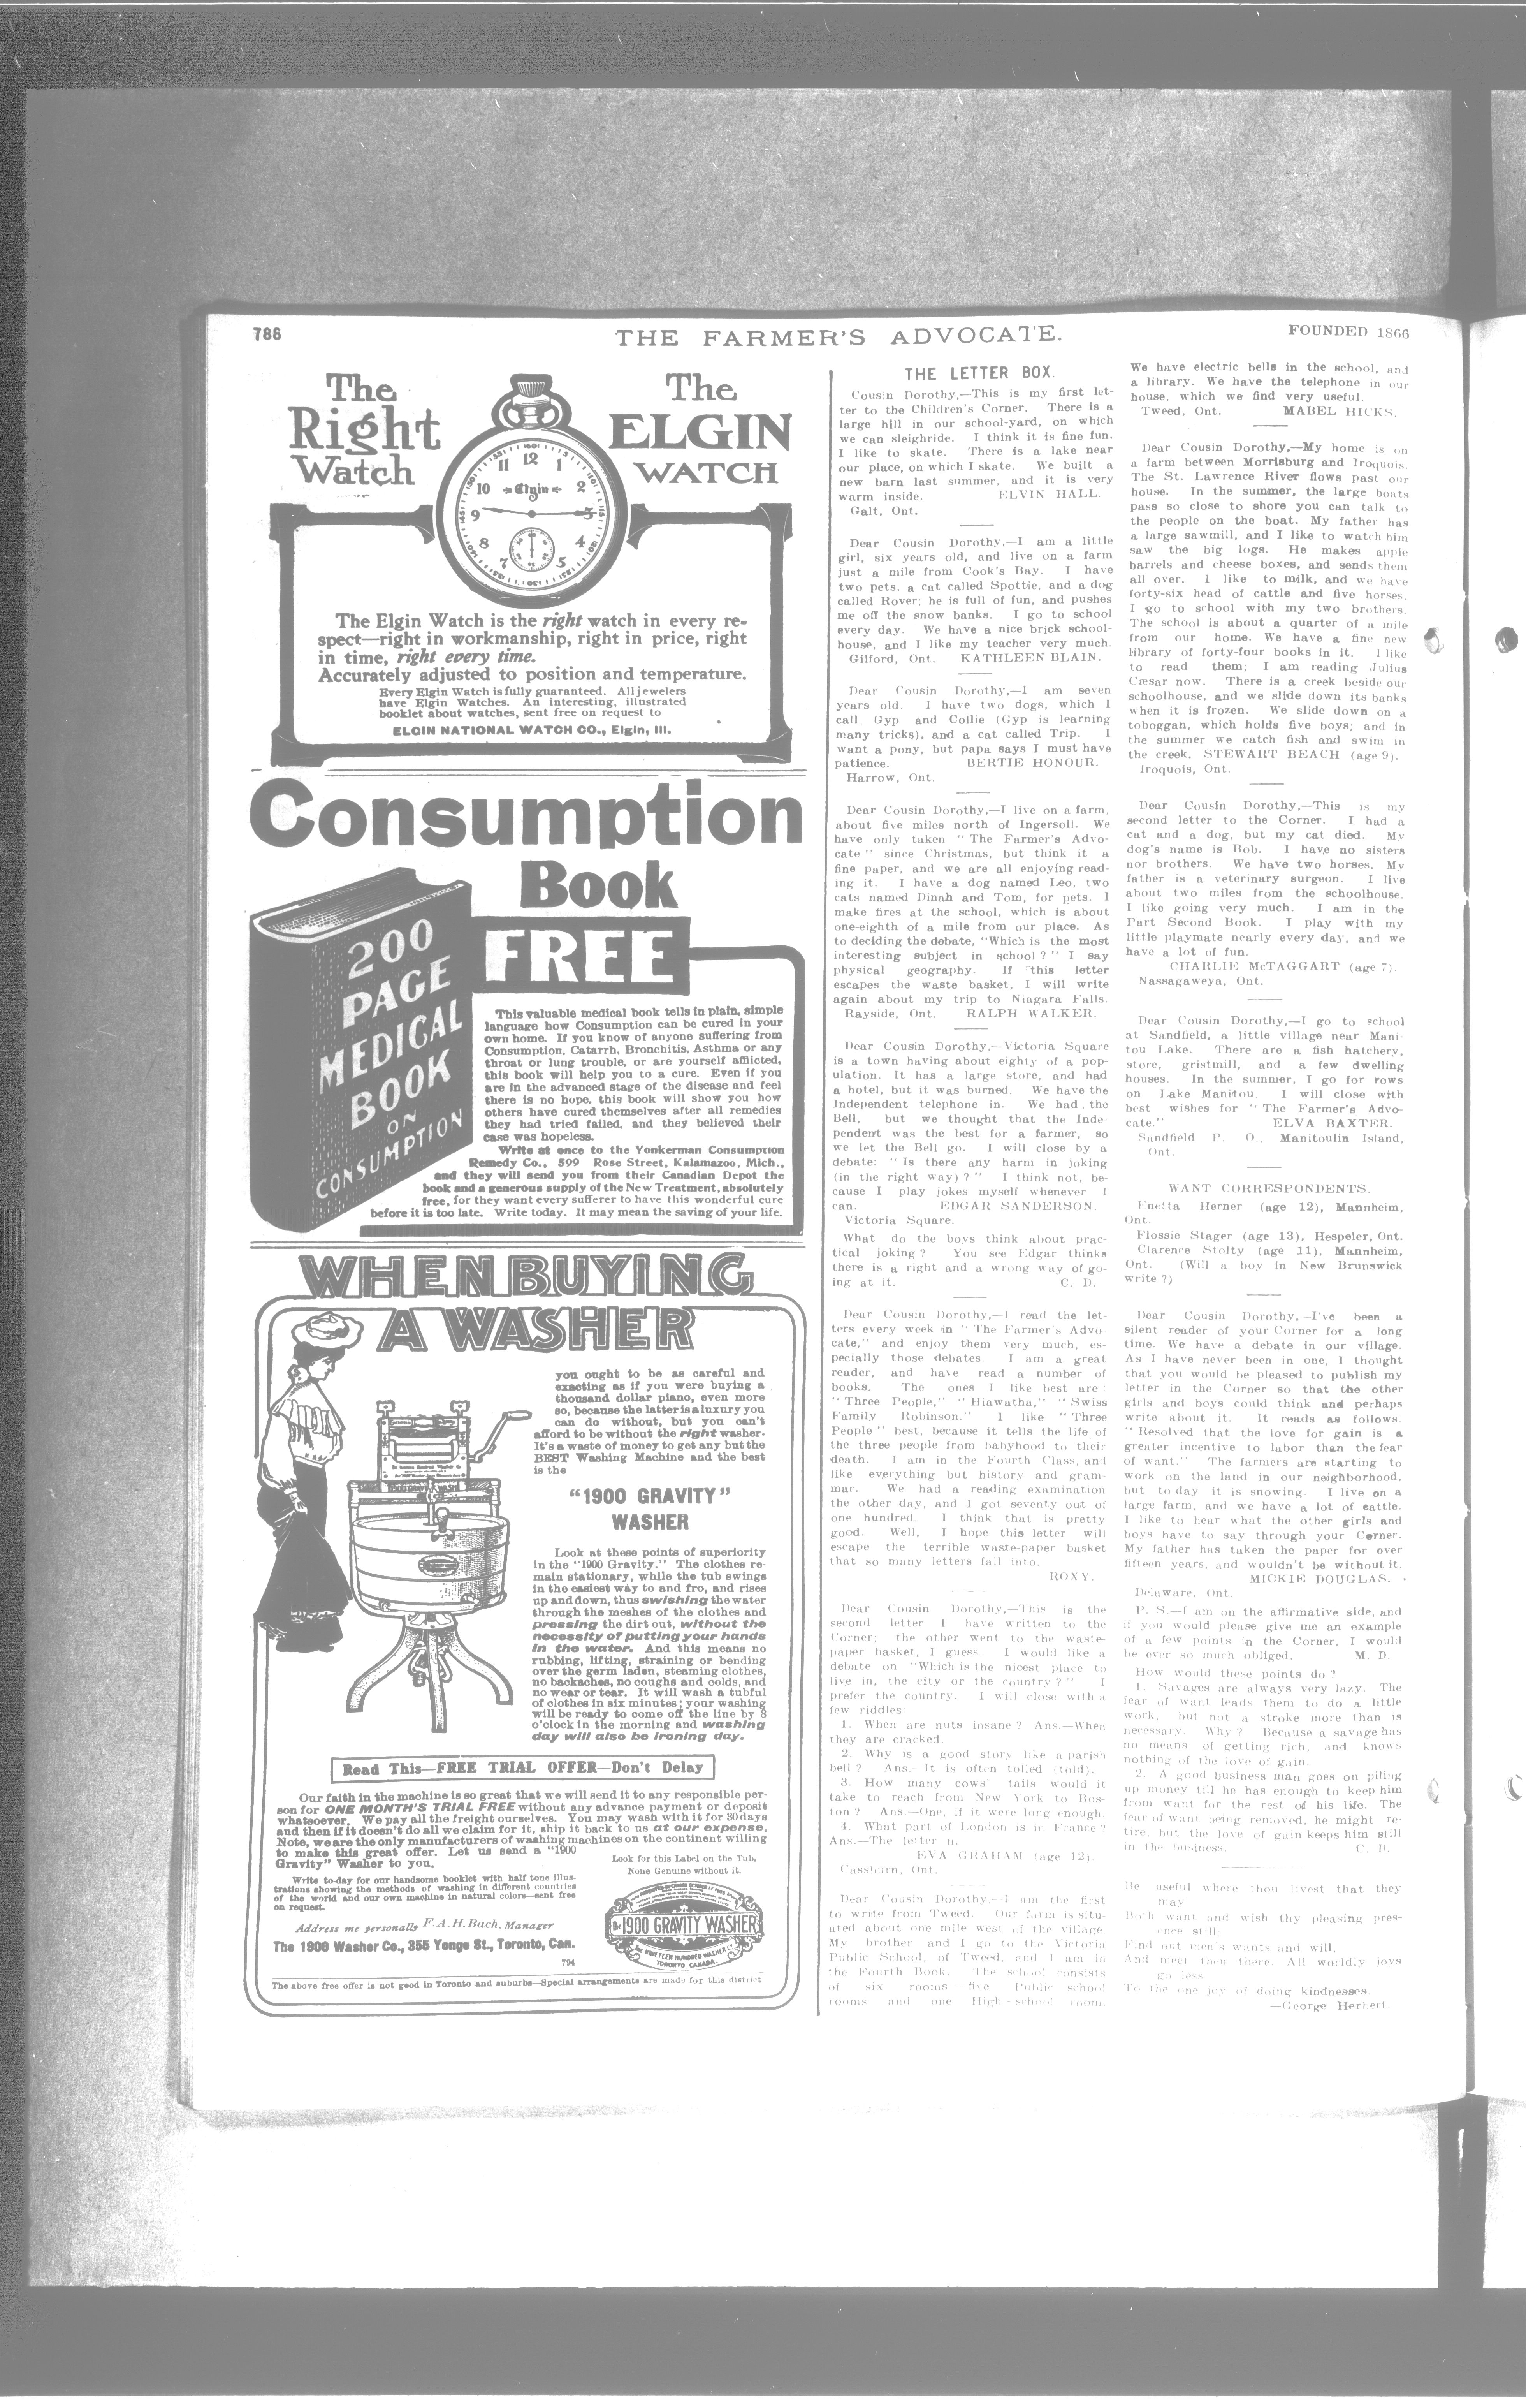 786
THE FARMER'S ADVOCATE.
FOUNDED 1866
The
Right
Watch
The
ELGIN
WATCH
12
11
1
10
Elgin
2
9
3
8
4
7
5
The Elgin Watch is the right watch in every re-
spect—right in workmanship, right in price, right
in time, right every time.
Accurately adjusted to position and temperature.
Every Elgin Watch is fully guaranteed. All jewelers
have Elgin Watches. An interesting, illustrated
booklet about watches, sent free on request to
ELGIN NATIONAL WATCH CO., Elgin, Ill.
Consumption
Book
FREE
200
PAGE
MEDICAL
BOOK
ON
CONSUMPTION
This valuable medical book tells in plain, simple
language how Consumption can be cured in your
own home. If you know of anyone suffering from
Consumption, Catarrh, Bronchitis, Asthma or any
throat or lung trouble, or are yourself afflicted,
this book will help you to a cure. Even if you
are in the advanced stage of the disease and feel
there is no hope, this book will show you how
others have cured themselves after all remedies
they had tried failed, and they believed their
case was hopeless.
Write at once to the Yonkerman Consumption
Remedy Co., 599 Rose Street, Kalamazoo, Mich.,
and they will send you from their Canadian Depot the
book and a generous supply of the New Treatment, absolutely
free, for they want every sufferer to have this wonderful cure
before it is too late. Write today. It may mean the saving of your life.
WHEN BUYING
A WASHER
you ought to be as careful and
exacting as if you were buying a
thousand dollar piano, even more
so, because the latter is a luxury you
can do without, but you can't
afford to be without the right washer.
It's a waste of money to get any but the
BEST Washing Machine and the best
is the
"1900 GRAVITY"
WASHER
Look at these points of superiority
in the "1900 Gravity." The clothes re-
main stationary, while the tub swings
in the easiest way to and fro, and rises
up and down, thus swishing the water
through the meshes of the clothes and
pressing the dirt out, without the
necessity of putting your hands
in the water. And this means no
rubbing, lifting, straining or bending
over the germ laden, steaming clothes,
no backaches, no coughs and colds, and
no wear or tear. It will wash a tubful
of clothes in six minutes; your washing
will be ready to come off the line by 8
o'clock in the morning and washing
day will also be ironing day.
Read This—FREE TRIAL OFFER—Don't Delay
Our faith in the machine is so great that we will send it to any responsible per-
son for ONE MONTH'S TRIAL FREE without any advance payment or deposit
whatsoever. We pay all the freight ourselves. You may wash with it for 30 days
and then if it doesn't do all we claim for it, ship it back to us at our expense.
Note, we are the only manufacturers of washing machines on the continent willing
to make this great offer. Let us send a "1900
Gravity" Washer to you.
Write to-day for our handsome booklet with half tone illus-
trations showing the methods of washing in different countries
of the world and our own machine in natural colors—sent free
on request.
Address me personally F. A. H. Bach, Manager
The 1900 Washer Co., 355 Yonge St., Toronto, Can.
794
Look for this Label on the Tub.
None Genuine without it.
The 1900 GRAVITY WASHER
THE NINETEEN HUNDRED WASHER
TORONTO CANADA.
The above free offer is not good in Toronto and suburbs—Special arrangements are made for this district
THE LETTER BOX.
Cousin Dorothy,—This is my first let-
ter to the Children's Corner. There is a
large hill in our school-yard, on which
we can sleighride. I think it is fine fun.
I like to skate. There is a lake near
our place, on which I skate. We built a
new barn last summer, and it is very
warm inside. ELVIN HALL.
Galt, Ont.
Dear Cousin Dorothy,—I am a little
girl, six years old, and live on a farm
just a mile from Cook's Bay. I have
two pets, a cat called Spottie, and a dog
called Rover; he is full of fun, and pushes
me off the snow banks. I go to school
every day. We have a nice brick school-
house, and I like my teacher very much.
Gilford, Ont. KATHLEEN BLAIN.
Dear Cousin Dorothy,—I am seven
years old. I have two dogs, which I
call Gyp and Collie (Gyp is learning
many tricks), and a cat called Trip. I
want a pony, but papa says I must have
patience. BERTIE HONOUR.
Harrow, Ont.
Dear Cousin Dorothy,—I live on a farm,
about five miles north of Ingersoll. We
have only taken "The Farmer's Advo-
cate" since Christmas, but think it a
fine paper, and we are all enjoying read-
ing it. I have a dog named Leo, two
cats named Dinah and Tom, for pets. I
make fires at the school, which is about
one-eighth of a mile from our place. As
to deciding the debate, "Which is the most
interesting subject in school?" I say
physical geography. If this letter
escapes the waste basket, I will write
again about my trip to Niagara Falls.
Rayside, Ont. RALPH WALKER.
Dear Cousin Dorothy,—Victoria Square
is a town having about eighty of a pop-
ulation. It has a large store, and had
a hotel, but it was burned. We have the
Independent telephone in. We had the
Bell, but we thought that the Inde-
pendent was the best for a farmer, so
we let the Bell go. I will close by a
debate: "Is there any harm in joking
(in the right way)?" I think not, be-
cause I play jokes myself whenever I
can. EDGAR SANDERSON.
Victoria Square.
What do the boys think about prac-
tical joking? You see Edgar thinks
there is a right and a wrong way of go-
ing at it. C. D.
Dear Cousin Dorothy,—I read the let-
ters every week in "The Farmer's Advo-
cate," and enjoy them very much, es-
pecially those debates. I am a great
reader, and have read a number of
books. The ones I like best are:
"Three People," "Hiawatha," "Swiss
Family Robinson." I like "Three
People" best, because it tells the life of
the three people from babyhood to their
death. I am in the Fourth Class, and
like everything but history and gram-
mar. We had a reading examination
the other day, and I got seventy out of
one hundred. I think that is pretty
good. Well, I hope this letter will
escape the terrible waste-paper basket
that so many letters fall into.
ROXY.
Dear Cousin Dorothy,—This is the
second letter I have written to the
Corner; the other went to the waste-
paper basket, I guess. I would like a
debate on "Which is the nicest place to
live in, the city or the country?" I
prefer the country. I will close with a
few riddles:
1. When are nuts insane? Ans.—When
they are cracked.
2. Why is a good story like a parish
bell? Ans.—It is often tolled (told).
3. How many cows' tails would it
take to reach from New York to Bos-
ton? Ans.—One, if it were long enough.
4. What part of London is in France?
Ans.—The letter n.
EVA GRAHAM (age 12).
Cassburn, Ont.
Dear Cousin Dorothy,—I am the first
to write from Tweed. Our farm is situ-
ated about one mile west of the village
My brother and I go to the Victoria
Public School, of Tweed, and I am in
the Fourth Book. The school consists
of six rooms—five Public school
rooms and one High-school room.
We have electric bells in the school, and
a library. We have the telephone in our
house, which we find very useful.
Tweed, Ont. MABEL HICKS.
Dear Cousin Dorothy,—My home is on
a farm between Morrisburg and Iroquois.
The St. Lawrence River flows past our
house. In the summer, the large boats
pass so close to shore you can talk to
the people on the boat. My father has
a large sawmill, and I like to watch him
saw the big logs. He makes apple
barrels and cheese boxes, and sends them
all over. I like to milk, and we have
forty-six head of cattle and five horses.
I go to school with my two brothers.
The school is about a quarter of a mile
from our home. We have a fine new
library of forty-four books in it. I like
to read them; I am reading Julius
Cæsar now. There is a creek beside our
schoolhouse, and we slide down its banks
when it is frozen. We slide down on a
toboggan, which holds five boys; and in
the summer we catch fish and swim in
the creek. STEWART BEACH (age 9).
Iroquois, Ont.
Dear Cousin Dorothy,—This is my
second letter to the Corner. I had a
cat and a dog, but my cat died. My
dog's name is Bob. I have no sisters
nor brothers. We have two horses. My
father is a veterinary surgeon. I live
about two miles from the schoolhouse.
I like going very much. I am in the
Part Second Book. I play with my
little playmate nearly every day, and we
have a lot of fun.
CHARLIE McTAGGART (age 7).
Nassagaweya, Ont.
Dear Cousin Dorothy,—I go to school
at Sandfield, a little village near Mani-
tou Lake. There are a fish hatchery,
store, gristmill, and a few dwelling
houses. In the summer, I go for rows
on Lake Manitou. I will close with
best wishes for "The Farmer's Advo-
cate." ELVA BAXTER.
Sandfield P. O., Manitoulin Island,
Ont.
WANT CORRESPONDENTS.
Enetta Herner (age 12), Mannheim,
Ont.
Flossie Stager (age 13), Hespeler, Ont.
Clarence Stolty (age 11), Mannheim,
Ont. (Will a boy in New Brunswick
write?)
Dear Cousin Dorothy,—I've been a
silent reader of your Corner for a long
time. We have a debate in our village.
As I have never been in one, I thought
that you would be pleased to publish my
letter in the Corner so that the other
girls and boys could think and perhaps
write about it. It reads as follows:
"Resolved that the love for gain is a
greater incentive to labor than the fear
of want." The farmers are starting to
work on the land in our neighborhood,
but to-day it is snowing. I live on a
large farm, and we have a lot of cattle.
I like to hear what the other girls and
boys have to say through your Corner.
My father has taken the paper for over
fifteen years, and wouldn't be without it.
MICKIE DOUGLAS.
Delaware, Ont.
P. S.—I am on the affirmative side, and
if you would please give me an example
of a few points in the Corner, I would
be ever so much obliged. M. D.
How would these points do?
1. Savages are always very lazy. The
fear of want leads them to do a little
work, but not a stroke more than is
necessary. Why? Because a savage has
no means of getting rich, and knows
nothing of the love of gain.
2. A good business man goes on piling
up money till he has enough to keep him
from want for the rest of his life. The
fear of want being removed, he might re-
tire, but the love of gain keeps him still
in the business. C. D.
Be useful where thou livest that they
may
Both want and wish thy pleasing pres-
ence still.
Find out men's wants and will,
And meet then there. All worldly joys
go less
To the one joy of doing kindnesses.
—George Herbert.